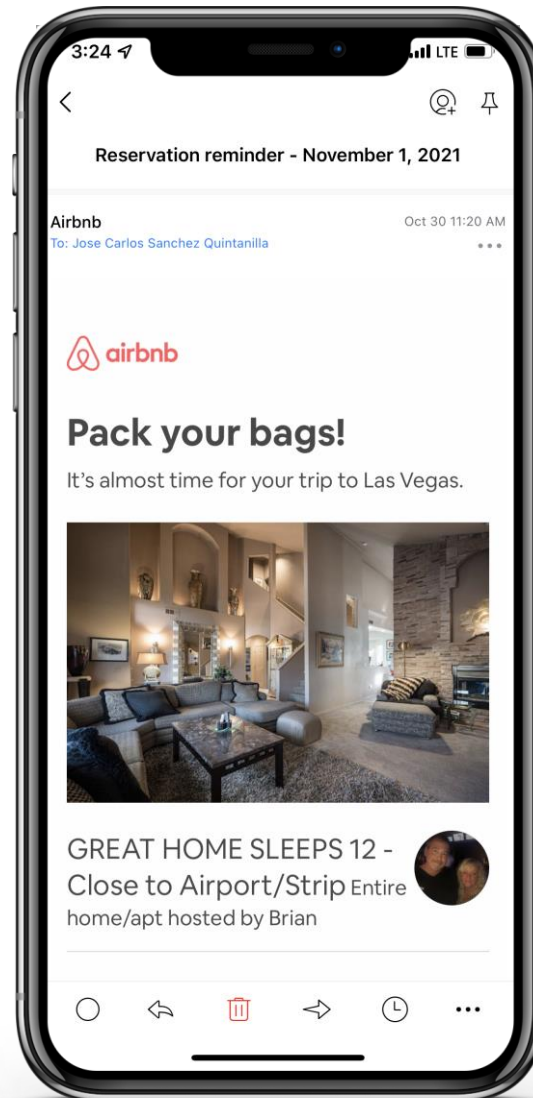 3:24 LTE
Reservation reminder - November 1, 2021
Airbnb Oct 30 11:20 AM
To: Jose Carlos Sanchez Quintanilla
airbnb
Pack your bags!
It's almost time for your trip to Las Vegas.
GREAT HOME SLEEPS 12 -
Close to Airport/Strip Entire
home/apt hosted by Brian